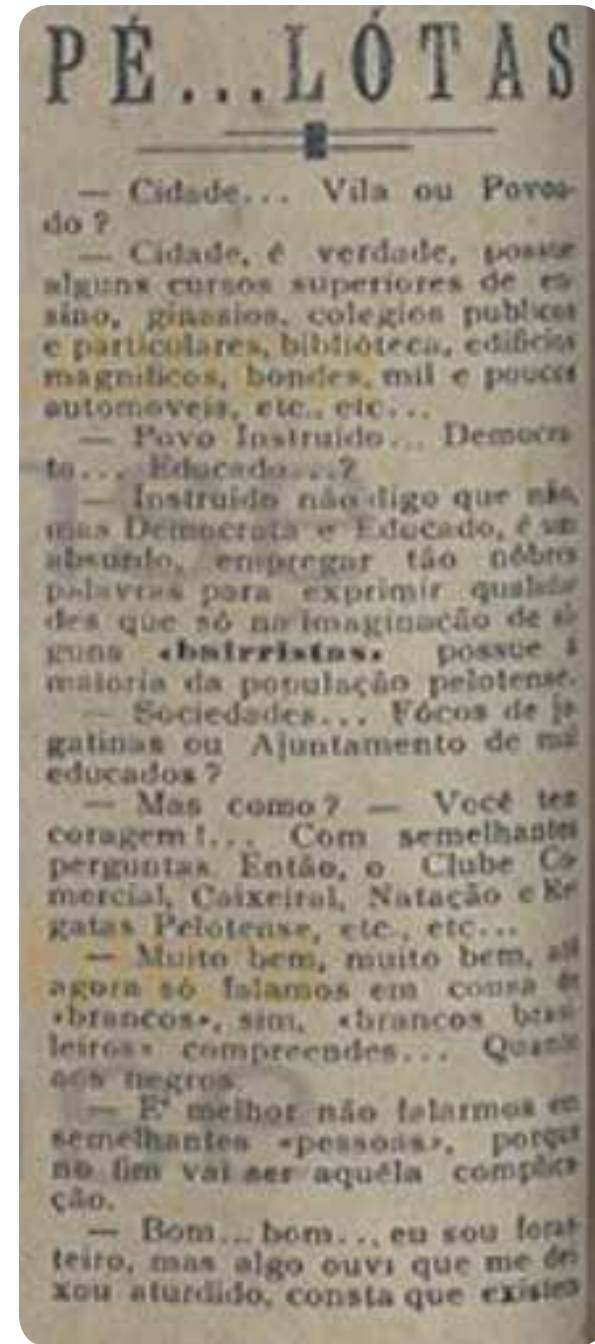 PÉ...LÓTAS
— Cidade... Vila ou Povoa-
do ?
— Cidade, é verdade, possue
alguns cursos superiores de en-
sino, ginasios, colegios publicos
e particulares, biblióteca, edificios
magnificos, bondes, mil e poucos
automoveis, etc., etc...
— Povo Instruido... Democra-
ta... Educado...?
— Instruido não digo que não,
mas Democrata e Educado, é um
absurdo, empregar tão nóbres
palavras para exprimir qualida-
des que só na imaginação de al-
guns «bairristas» possue a
maioria da população pelotense.
— Sociedades... Fócos de jo-
gatinas ou Ajuntamento de mal
educados ?
— Mas como ? — Você tem
coragem !... Com semelhantes
perguntas. Então, o Clube Co-
mercial, Caixeiral, Natação e Re-
gatas Pelotense, etc., etc...
— Muito bem, muito bem, até
agora só falamos em cousa de
«brancos», sim, «brancos brasi-
leiros» compreendes... Quanto
aos negros.
— E' melhor não falarmos em
semelhantes «pessoas», porque
no fim vai ser aquéla complica-
ção.
— Bom... bom... eu sou foras-
teiro, mas algo ouvi que me dei-
xou aturdido, consta que existem